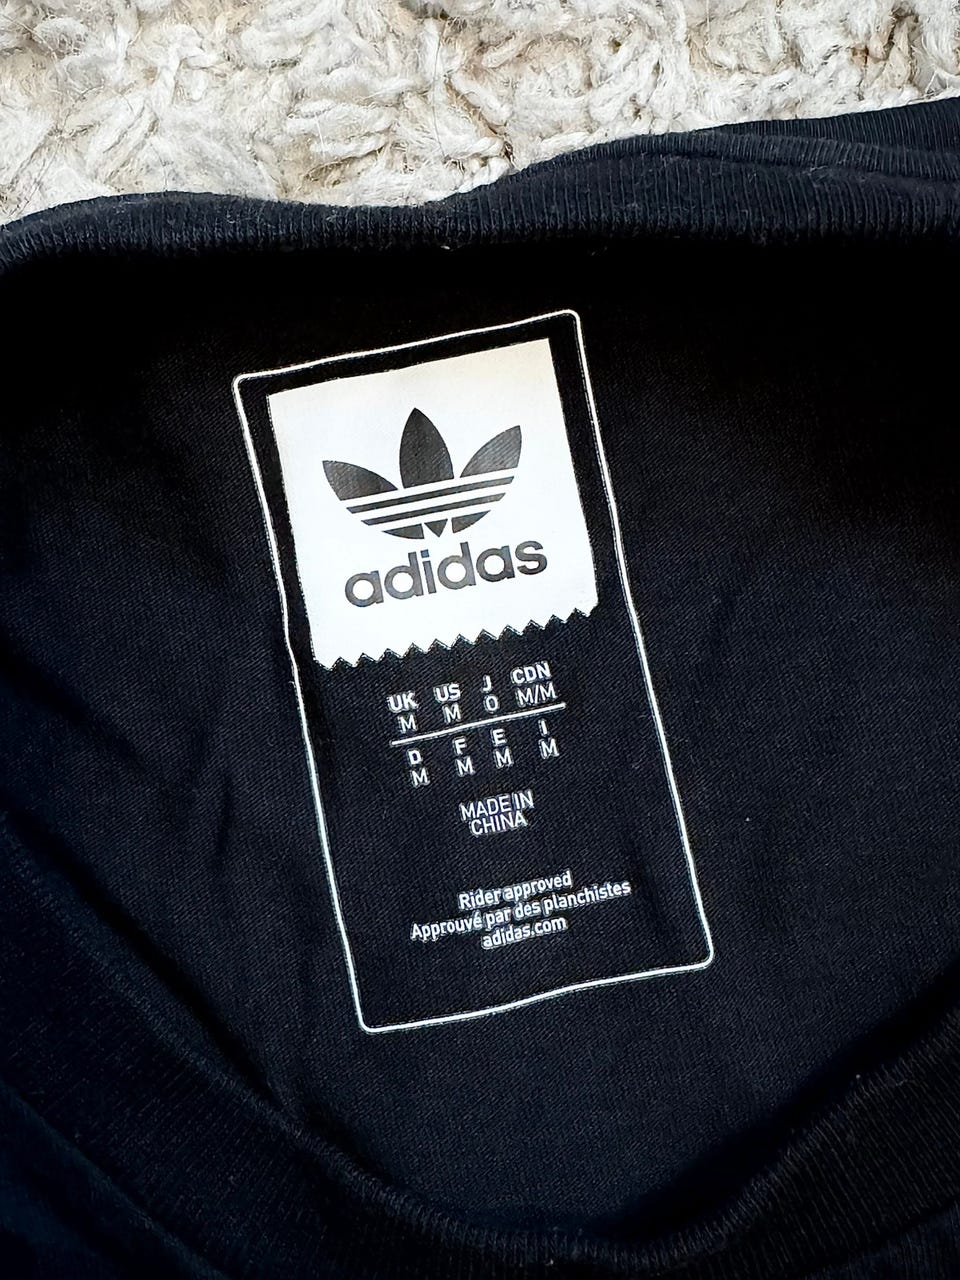 adidas
UK US J CDN
M M O M/M
D F E I
M M M M
MADE IN
CHINA
Rider approved
Approuvé par des planchistes
adidas.com